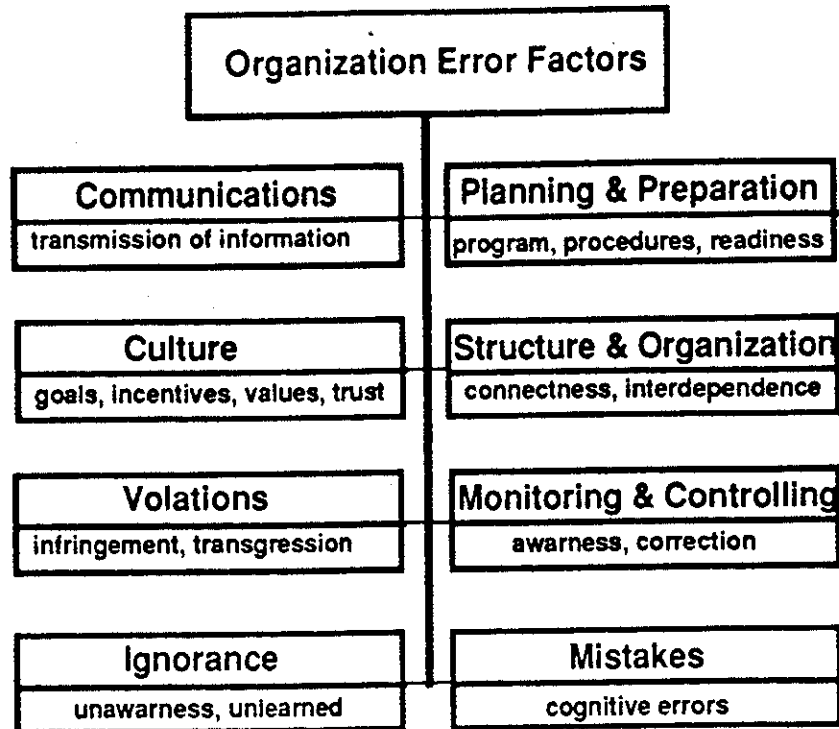 Organization Error Factors
Communications
transmission of information
Planning & Preparation
program, procedures, readiness
Culture
goals, incentives, values, trust
Structure & Organization
connectness, interdependence
Volations
infringement, transgression
Monitoring & Controlling
awarness, correction
Ignorance
unawarness, unlearned
Mistakes
cognitive errors